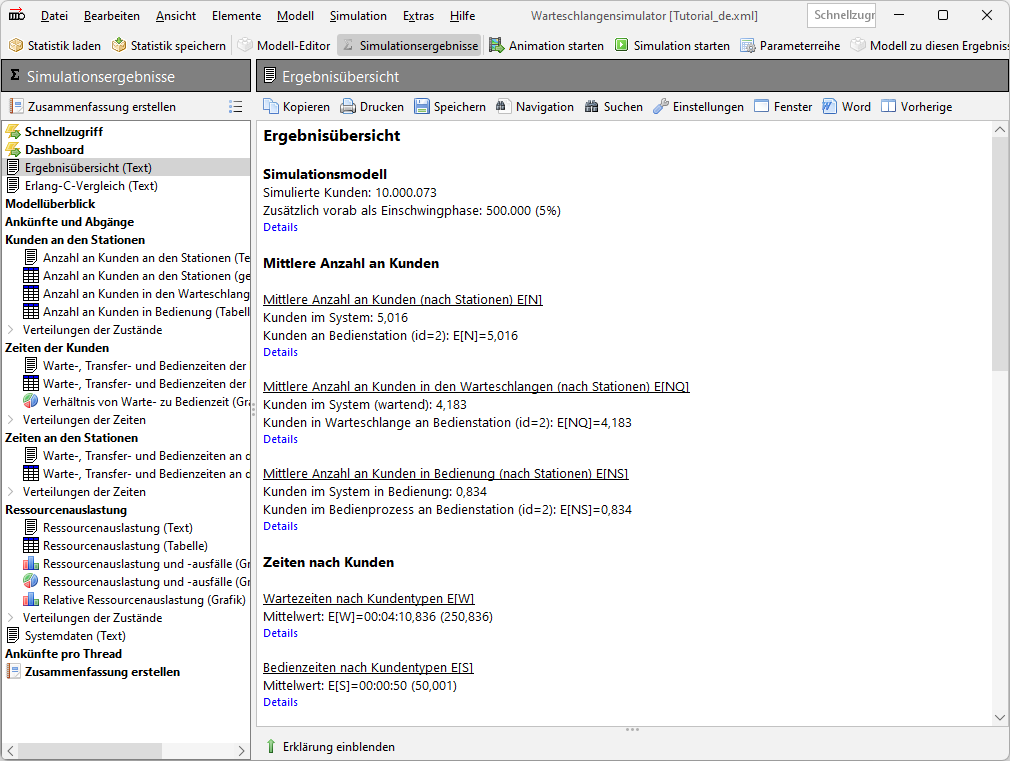 Datei Bearbeiten Ansicht Elemente Modell Simulation Extras Hilfe Warteschlangensimulator [Tutorial_de.xml] Schnellzugr
Statistik laden Statistik speichern Modell-Editor Σ Simulationsergebnisse Animation starten Simulation starten Parameterreihe Modell zu diesen Ergebnis
Σ Simulationsergebnisse
Zusammenfassung erstellen
Schnellzugriff
Dashboard
Ergebnisübersicht (Text)
Erlang-C-Vergleich (Text)
Modellüberblick
Ankünfte und Abgänge
Kunden an den Stationen
Anzahl an Kunden an den Stationen (Te
Anzahl an Kunden an den Stationen (ge
Anzahl an Kunden in den Warteschlang
Anzahl an Kunden in Bedienung (Tabell
Verteilungen der Zustände
Zeiten der Kunden
Warte-, Transfer- und Bedienzeiten der
Warte-, Transfer- und Bedienzeiten der
Verhältnis von Warte- zu Bedienzeit (Gra
Verteilungen der Zeiten
Zeiten an den Stationen
Warte-, Transfer- und Bedienzeiten an d
Warte-, Transfer- und Bedienzeiten an d
Verteilungen der Zeiten
Ressourcenauslastung
Ressourcenauslastung (Text)
Ressourcenauslastung (Tabelle)
Ressourcenauslastung und -ausfälle (Gr
Ressourcenauslastung und -ausfälle (Gr
Relative Ressourcenauslastung (Grafik)
Verteilungen der Zustände
Systemdaten (Text)
Ankünfte pro Thread
Zusammenfassung erstellen
Ergebnisübersicht
Kopieren Drucken Speichern Navigation Suchen Einstellungen Fenster Word Vorherige
Ergebnisübersicht
Simulationsmodell
Simulierte Kunden: 10.000.073
Zusätzlich vorab als Einschwingphase: 500.000 (5%)
Details
Mittlere Anzahl an Kunden
Mittlere Anzahl an Kunden (nach Stationen) E[N]
Kunden im System: 5,016
Kunden an Bedienstation (id=2): E[N]=5,016
Details
Mittlere Anzahl an Kunden in den Warteschlangen (nach Stationen) E[NQ]
Kunden im System (wartend): 4,183
Kunden in Warteschlange an Bedienstation (id=2): E[NQ]=4,183
Details
Mittlere Anzahl an Kunden in Bedienung (nach Stationen) E[NS]
Kunden im System in Bedienung: 0,834
Kunden im Bedienprozess an Bedienstation (id=2): E[NS]=0,834
Details
Zeiten nach Kunden
Wartezeiten nach Kundentypen E[W]
Mittelwert: E[W]=00:04:10,836 (250,836)
Details
Bedienzeiten nach Kundentypen E[S]
Mittelwert: E[S]=00:00:50 (50,001)
Details
Erklärung einblenden